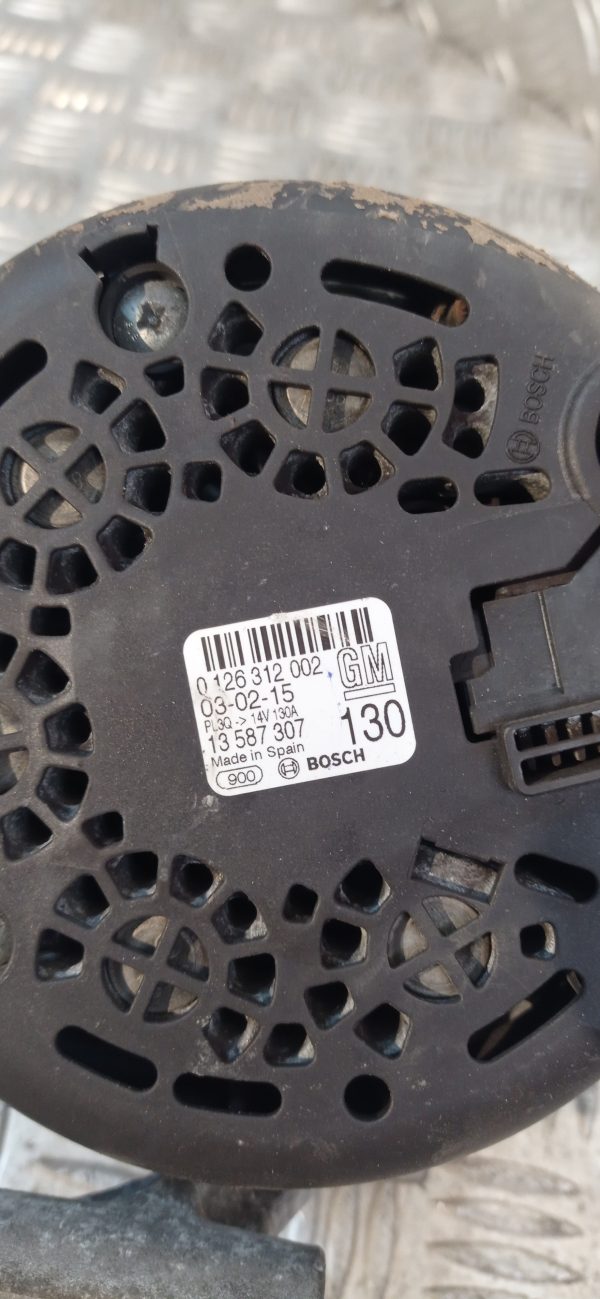 BOSCH
0 126 312 002
GM
03-02-15
PL3Q -> 14V 130A
13 587 307
130
Made in Spain
900 BOSCH